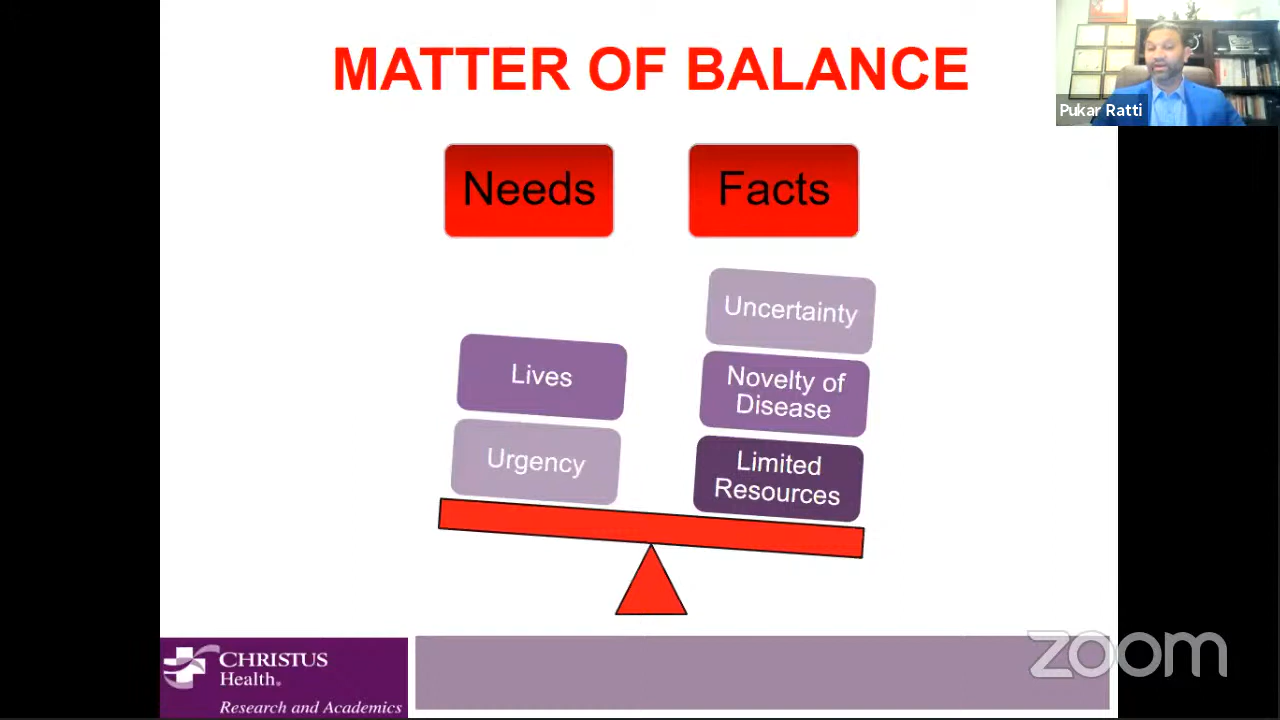 MATTER OF BALANCE
Pukar Ratti
Needs
Facts
Uncertainty
Lives
Novelty of
Disease
Urgency
Limited
Resources
CHRISTUS
Health.
Research and Academics
zoom